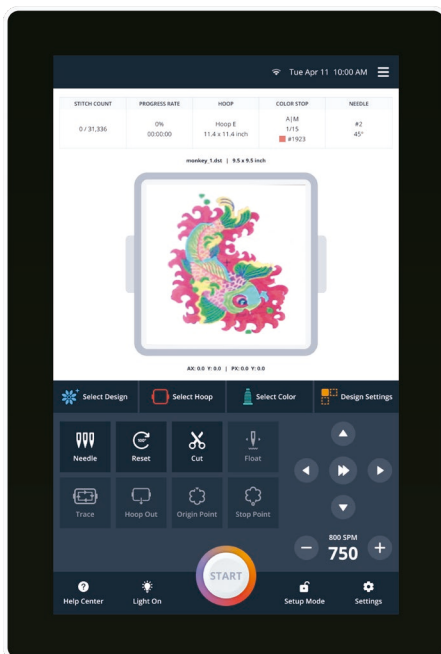 Tue Apr 11 10:00 AM
STITCH COUNT PROGRESS RATE HOOP COLOR STOP NEEDLE
0 / 31,336
0%
00:00:00
Hoop E
11.4 x 11.4 inch
A|M
1/15
#1923
#2
45°
monkey_1.dst | 9.5 x 9.5 inch
AX: 0.0 Y: 0.0 | PX: 0.0 Y: 0.0
Select Design Select Hoop Select Color Design Settings
Needle Reset Cut Float
100°
Trace Hoop Out Origin Point Stop Point
800 SPM
750
START
Help Center Light On Setup Mode Settings